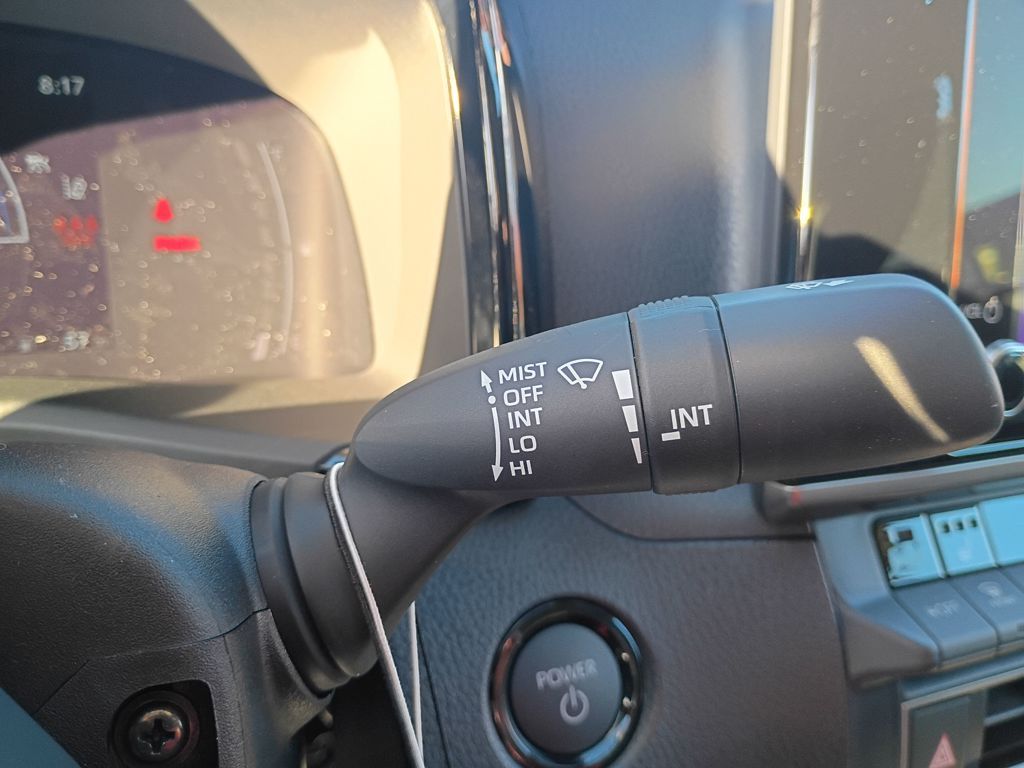 8:17
MIST
OFF
INT
LO
HI
INT
POWER